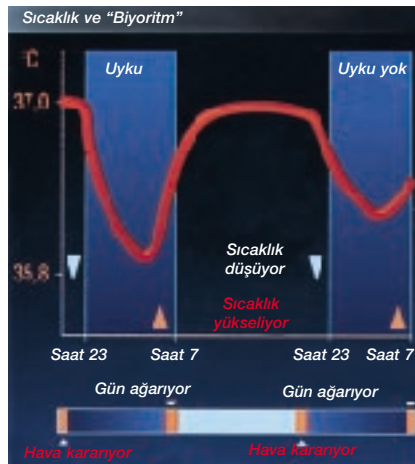 Sıcaklık ve “Biyoritm”
°C
Uyku
Uyku yok
37,0
Sıcaklık
düşüyor
35,8
Sıcaklık
yükseliyor
Saat 23
Saat 7
Saat 23
Saat 7
Gün ağarıyor
Gün ağarıyor
Hava kararıyor
Hava kararıyor